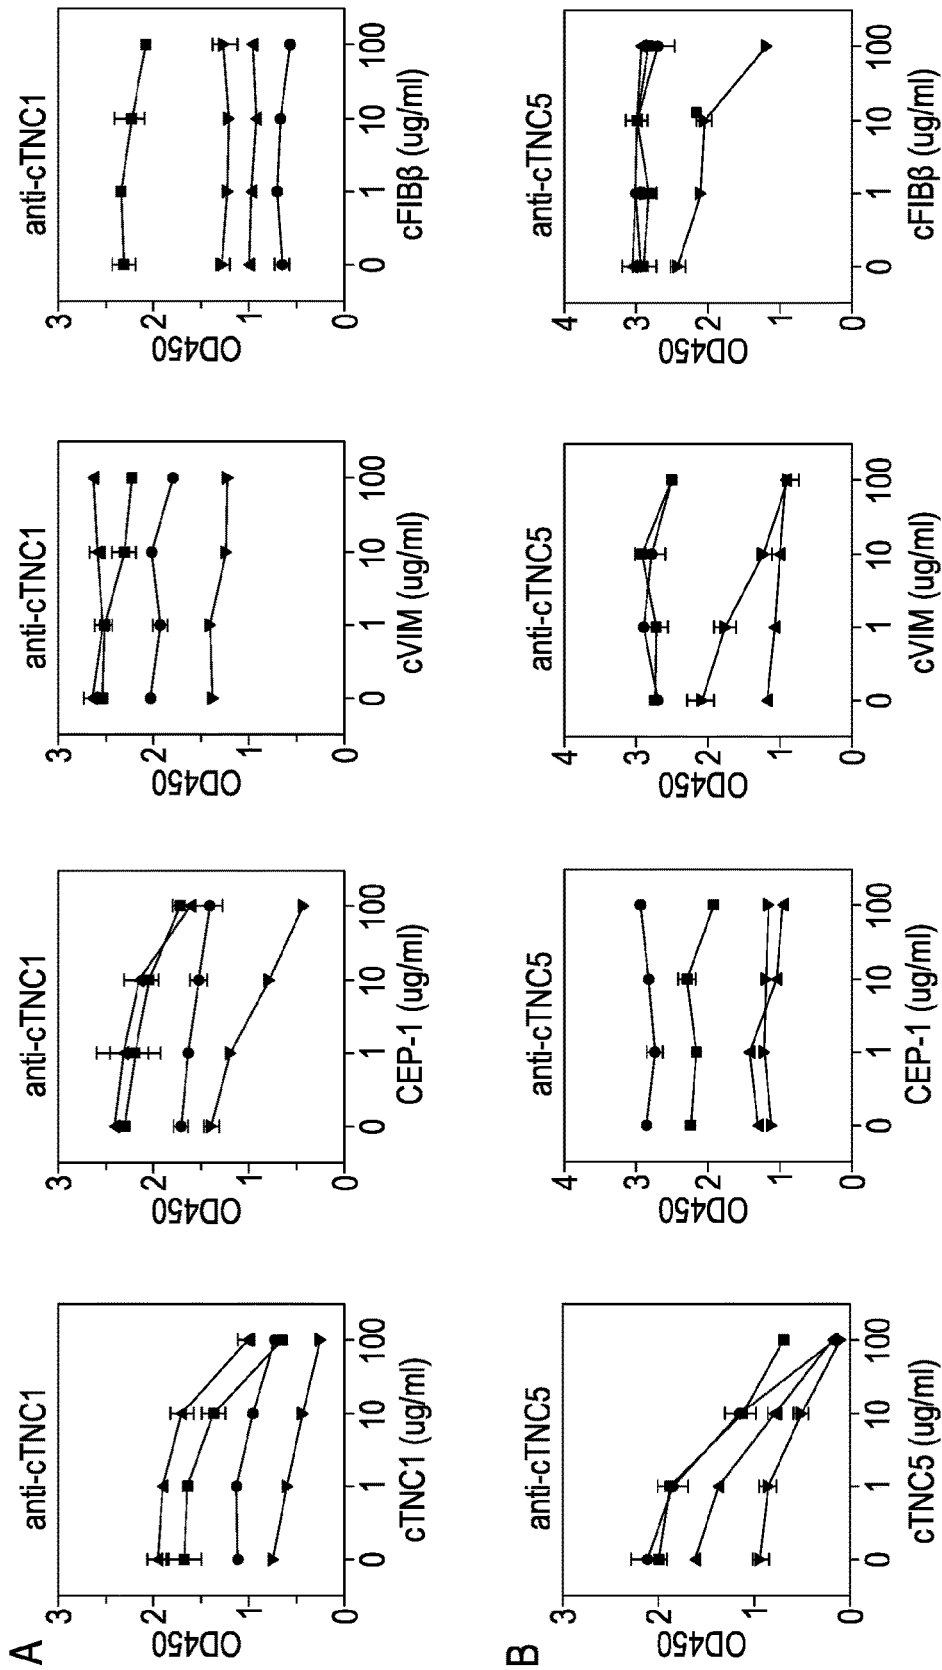 A
anti-cTNC1
3
2
1
0
OD450
0 1 10 100
cTNC1 (ug/ml)
anti-cTNC1
3
2
1
0
OD450
0 1 10 100
CEP-1 (ug/ml)
anti-cTNC1
3
2
1
0
OD450
0 1 10 100
cVIM (ug/ml)
anti-cTNC1
3
2
1
0
OD450
0 1 10 100
cFIBβ (ug/ml)
B
anti-cTNC5
3
2
1
0
OD450
0 1 10 100
cTNC5 (ug/ml)
anti-cTNC5
4
3
2
1
0
OD450
0 1 10 100
CEP-1 (ug/ml)
anti-cTNC5
4
3
2
1
0
OD450
0 1 10 100
cVIM (ug/ml)
anti-cTNC5
4
3
2
1
0
OD450
0 1 10 100
cFIBβ (ug/ml)